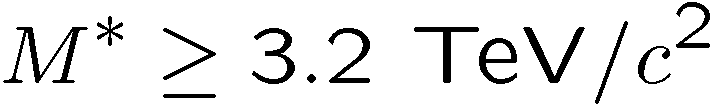 M* ≥ 3.2 TeV/c²